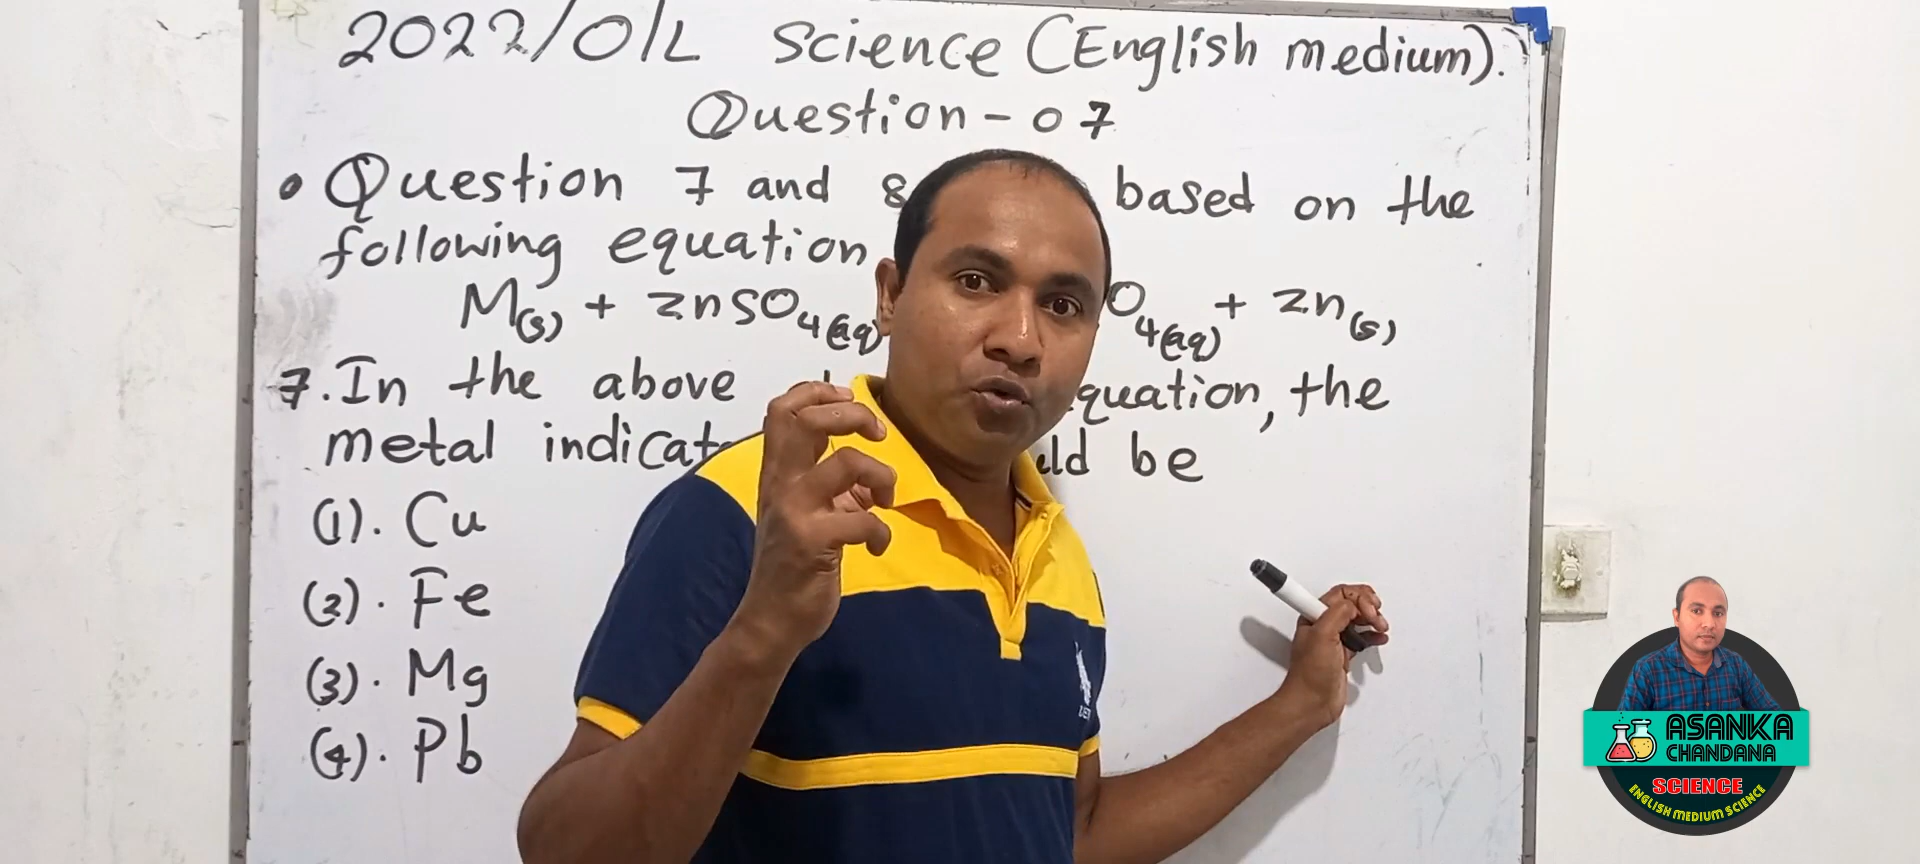 2022/O/L Science (English medium).
Question - 07
• Question 7 and 8 based on the
following equation
M(s) + ZnSO4(aq) O4(aq) + Zn(s)
7. In the above equation, the
metal indicat be
(1). Cu
(2). Fe
(3). Mg
(4). Pb
ASANKA
CHANDANA
SCIENCE
ENGLISH MEDIUM SCIENCE